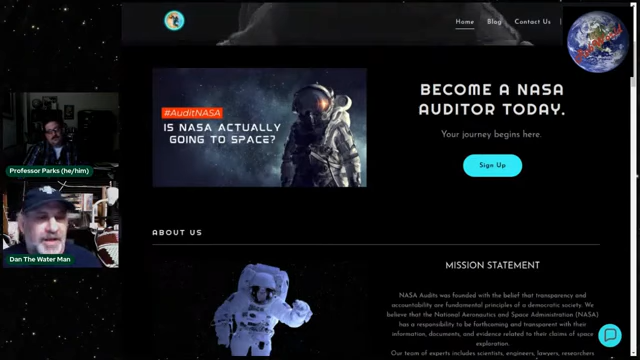 Home Blog Contact Us
#AuditNASA
IS NASA ACTUALLY
GOING TO SPACE?
BECOME A NASA
AUDITOR TODAY.
Your journey begins here.
Sign Up
Professor Parks (he/him)
Dan The Water Man
ABOUT US
MISSION STATEMENT
NASA Audits was founded with the belief that transparency and
accountability are fundamental principles of a democratic society. We
believe that the National Aeronautics and Space Administration (NASA)
has a responsibility to be forthcoming and transparent with their
information, documents, and evidence related to their claims of space
exploration.
Our team of experts includes scientists, engineers, lawyers, researchers